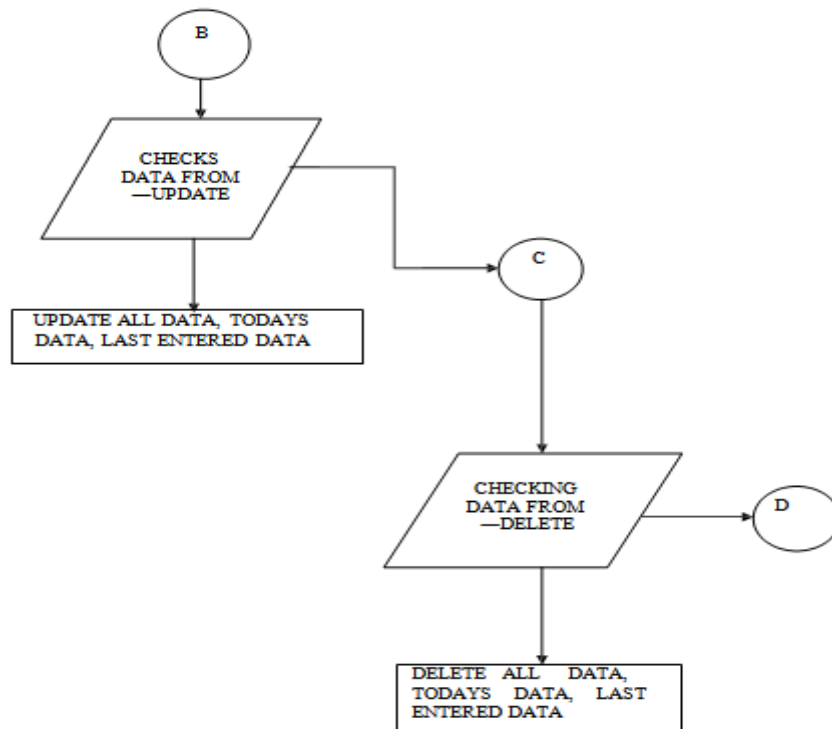 B
CHECKS
DATA FROM
—UPDATE
C
UPDATE ALL DATA, TODAYS
DATA, LAST ENTERED DATA
CHECKING
DATA FROM
—DELETE
D
DELETE ALL DATA,
TODAYS DATA, LAST
ENTERED DATA